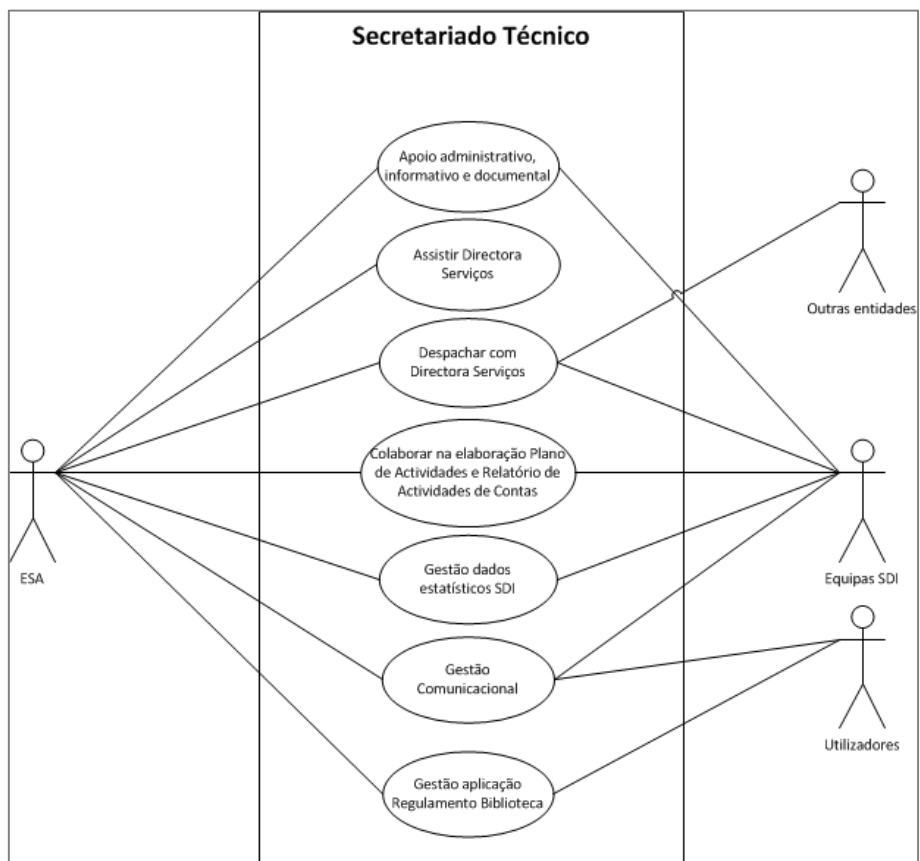 Secretariado Técnico
Apoio administrativo,
informativo e documental
Assistir Directora
Serviços
Outras entidades
Despachar com
Directora Serviços
Colaborar na elaboração Plano
de Actividades e Relatório de
Actividades de Contas
ESA
Gestão dados
estatísticos SDI
Equipas SDI
Gestão
Comunicacional
Utilizadores
Gestão aplicação
Regulamento Biblioteca